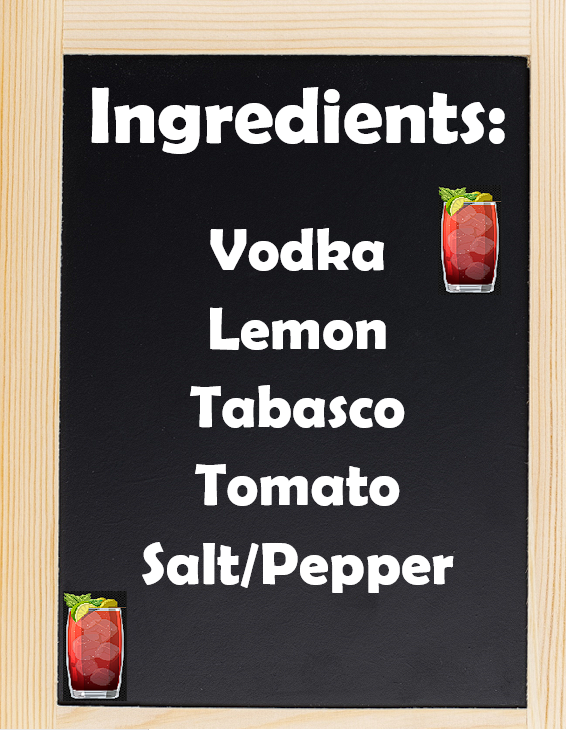 Ingredients:
Vodka
Lemon
Tabasco
Tomato
Salt/Pepper